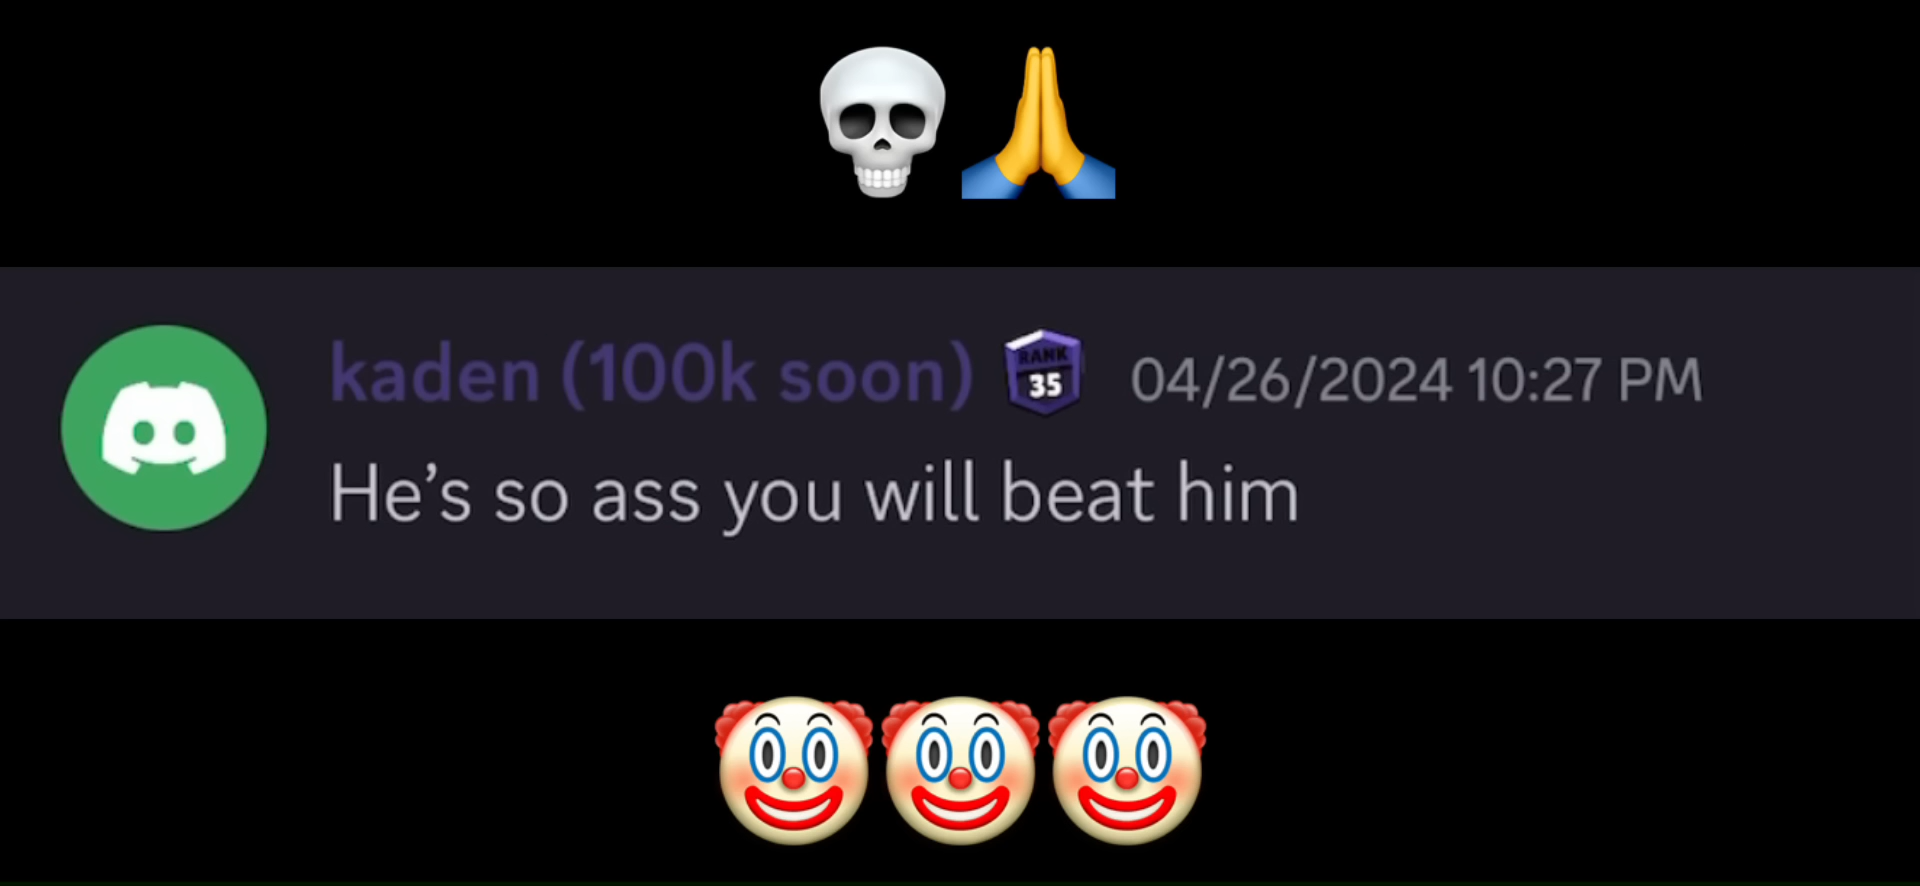 💀🙏
kaden (100k soon) RANK 35 04/26/2024 10:27 PM
He’s so ass you will beat him
🤡🤡🤡